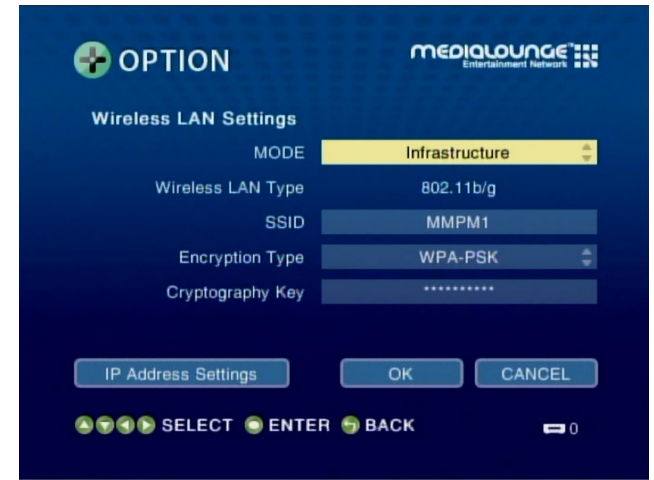 OPTION
MEDIALOUNGE™
Entertainment Network
Wireless LAN Settings
MODE Infrastructure
Wireless LAN Type 802.11b/g
SSID MMPM1
Encryption Type WPA-PSK
Cryptography Key **********
IP Address Settings OK CANCEL
SELECT ENTER BACK 0